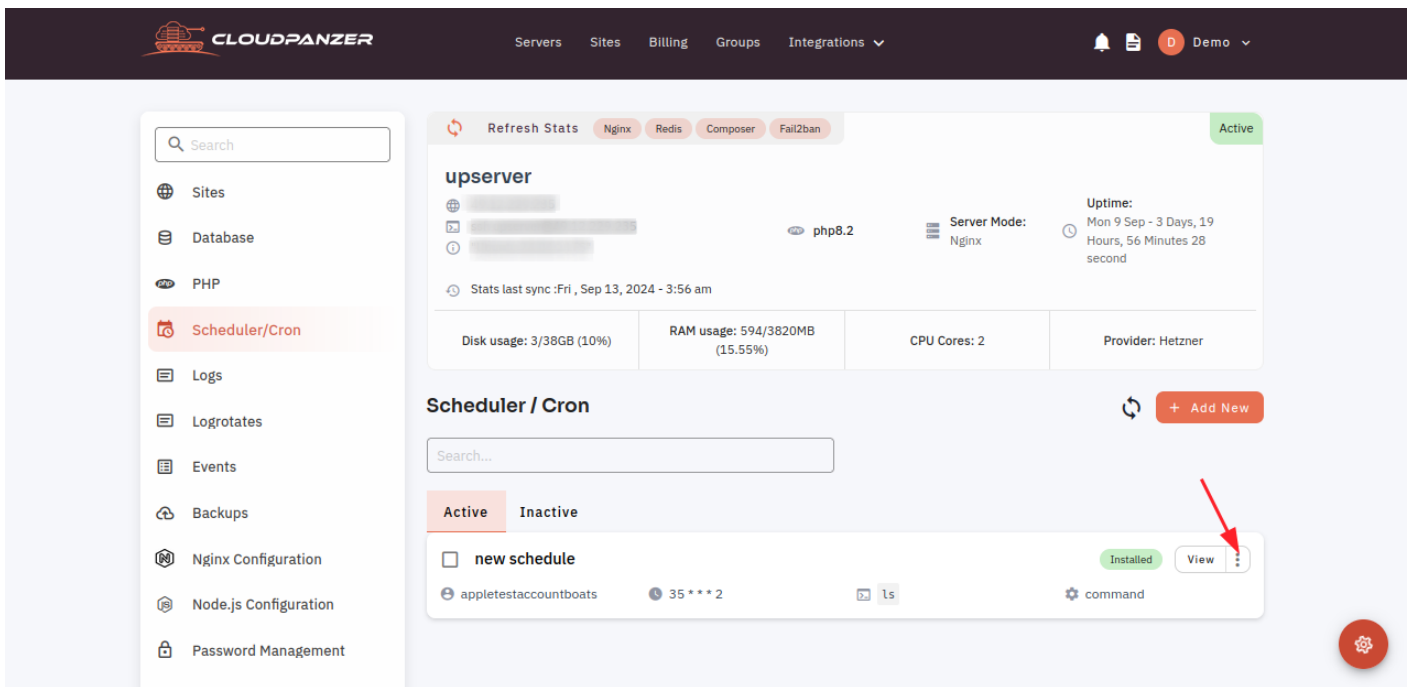 CLOUDPANZER
Servers Sites Billing Groups Integrations
D Demo
Search
Sites
Database
php PHP
Scheduler/Cron
Logs
Logrotates
Events
Backups
Nginx Configuration
Node.js Configuration
Password Management
Refresh Stats Nginx Redis Composer Fail2ban Active
upserver
php php8.2
Server Mode:
Nginx
Uptime:
Mon 9 Sep - 3 Days, 19
Hours, 56 Minutes 28
second
Stats last sync :Fri , Sep 13, 2024 - 3:56 am
Disk usage: 3/38GB (10%)
RAM usage: 594/3820MB
(15.55%)
CPU Cores: 2
Provider: Hetzner
Scheduler / Cron
+ Add New
Search...
Active Inactive
new schedule Installed View
appletestaccountboats 35 * * * 2 ls command